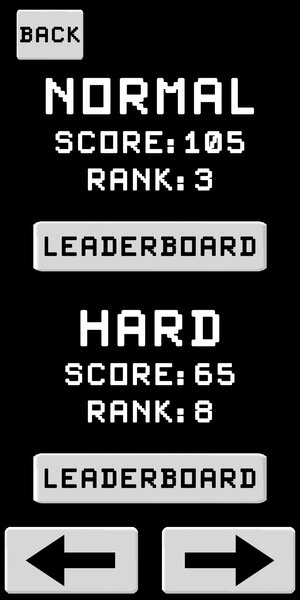 BACK
NORMAL
SCORE: 105
RANK: 3
LEADERBOARD
HARD
SCORE: 65
RANK: 8
LEADERBOARD